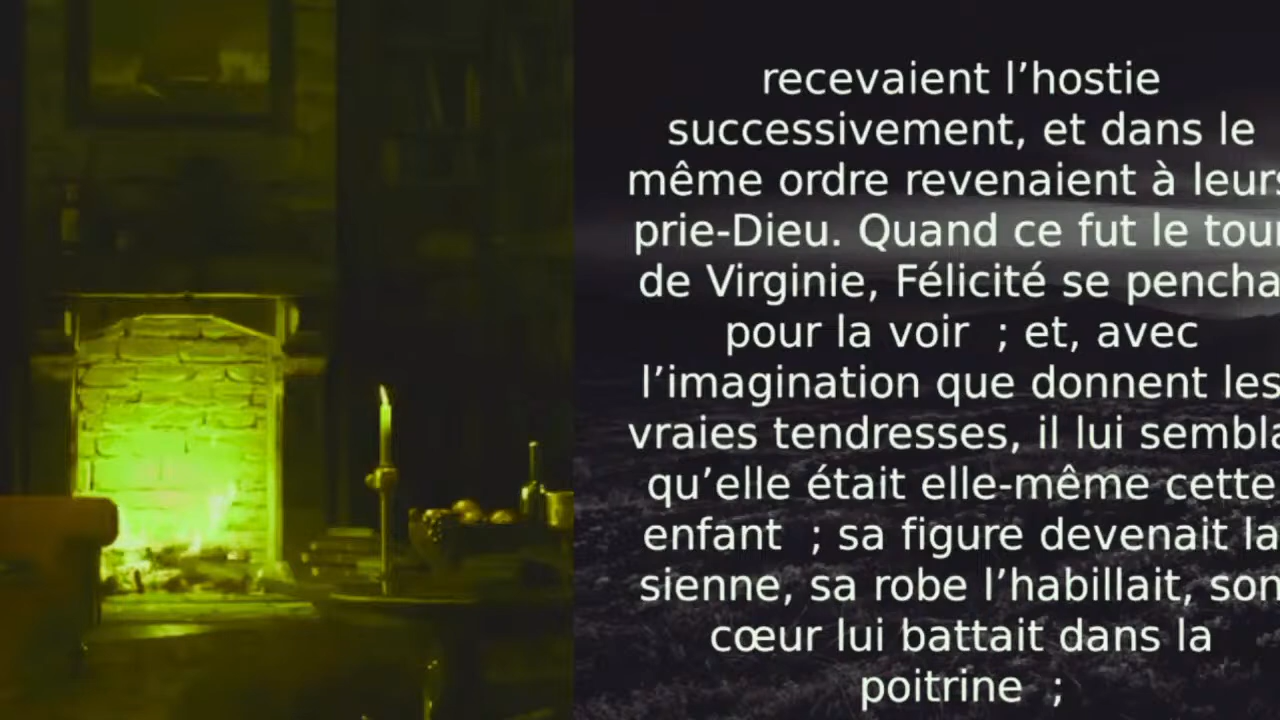 recevaient l’hostie
successivement, et dans le
même ordre revenaient à leurs
prie-Dieu. Quand ce fut le tour
de Virginie, Félicité se pencha
pour la voir  ; et, avec
l’imagination que donnent les
vraies tendresses, il lui sembla
qu’elle était elle-même cette
enfant  ; sa figure devenait la
sienne, sa robe l’habillait, son
cœur lui battait dans la
poitrine  ;